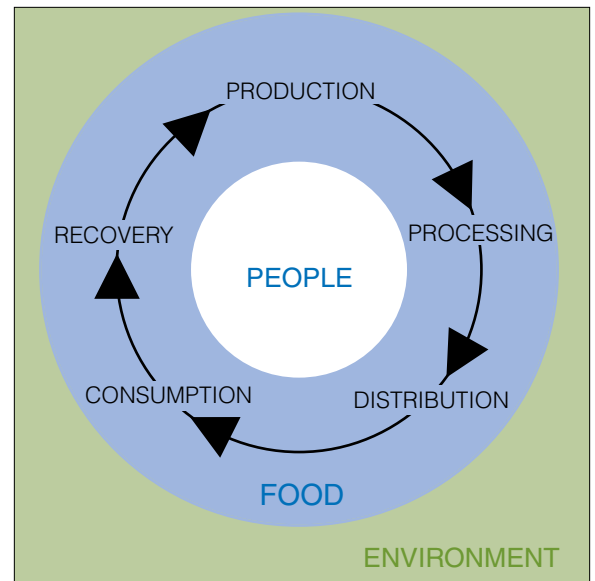 PRODUCTION
RECOVERY
PROCESSING
PEOPLE
CONSUMPTION
DISTRIBUTION
FOOD
ENVIRONMENT